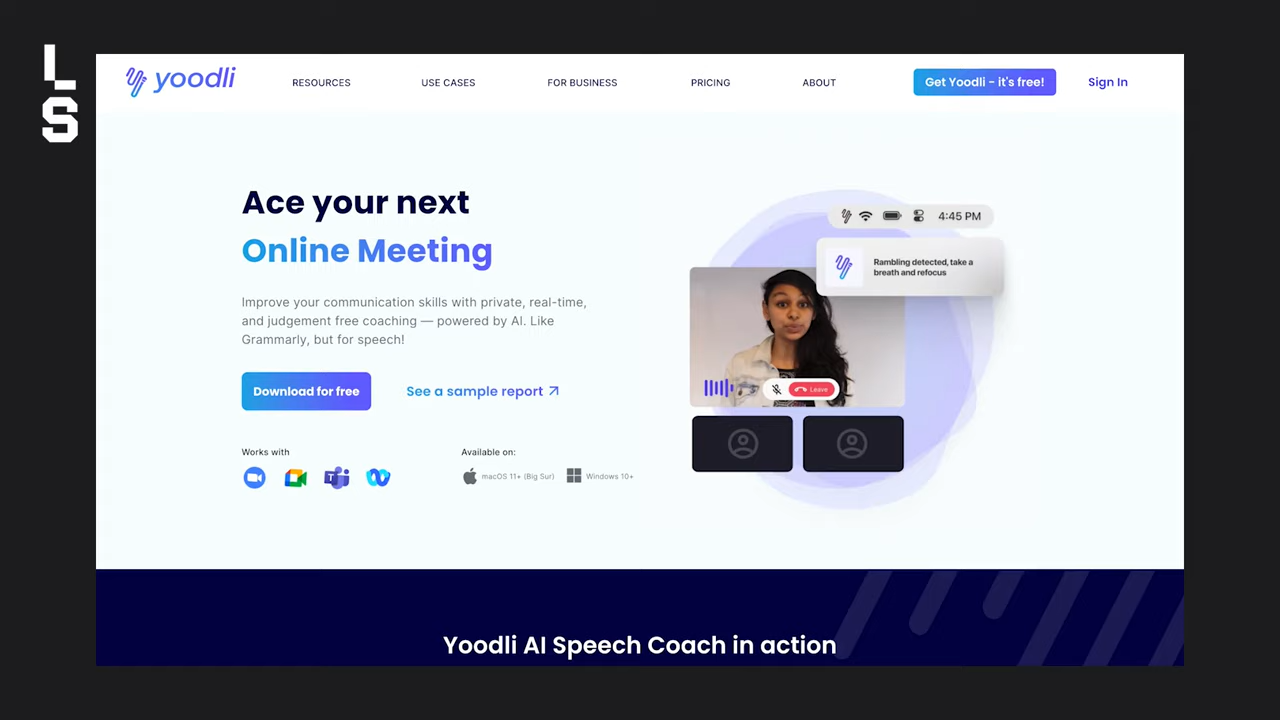 L
S
yoodli
RESOURCES
USE CASES
FOR BUSINESS
PRICING
ABOUT
Get Yoodli - it's free!
Sign In
Ace your next
Online Meeting
Improve your communication skills with private, real-time,
and judgement free coaching — powered by AI. Like
Grammarly, but for speech!
Download for free
See a sample report
Works with
Available on:
macOS 11+ (Big Sur)
Windows 10+
4:45 PM
Rambling detected, take a
breath and refocus
Leave
Yoodli AI Speech Coach in action